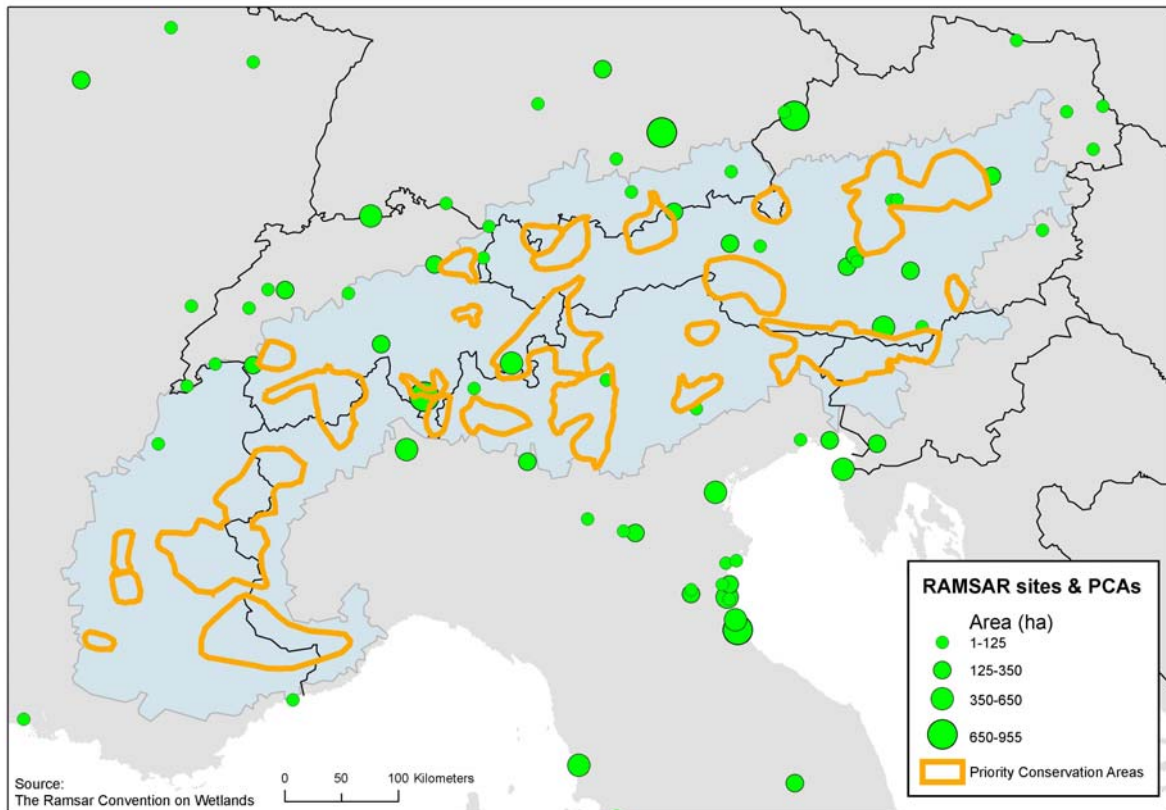 RAMSAR sites & PCAs
Area (ha)
1-125
125-350
350-650
650-955
Priority Conservation Areas
0 50 100 Kilometers
Source:
The Ramsar Convention on Wetlands